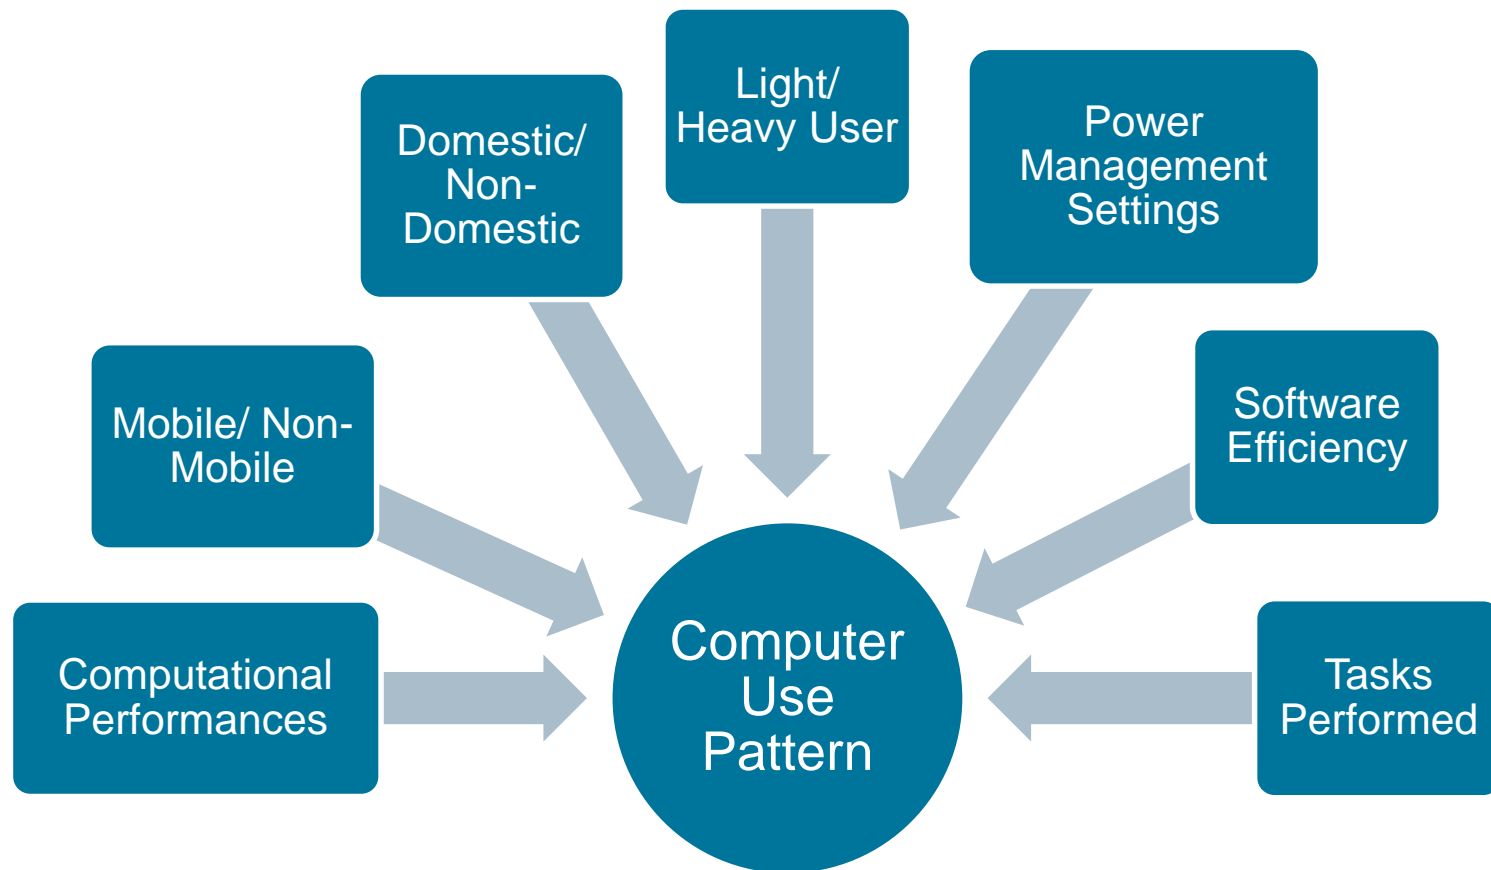 Light/
Heavy User
Power
Management
Settings
Domestic/
Non-
Domestic
Software
Efficiency
Mobile/ Non-
Mobile
Computer
Use
Pattern
Computational
Performances
Tasks
Performed